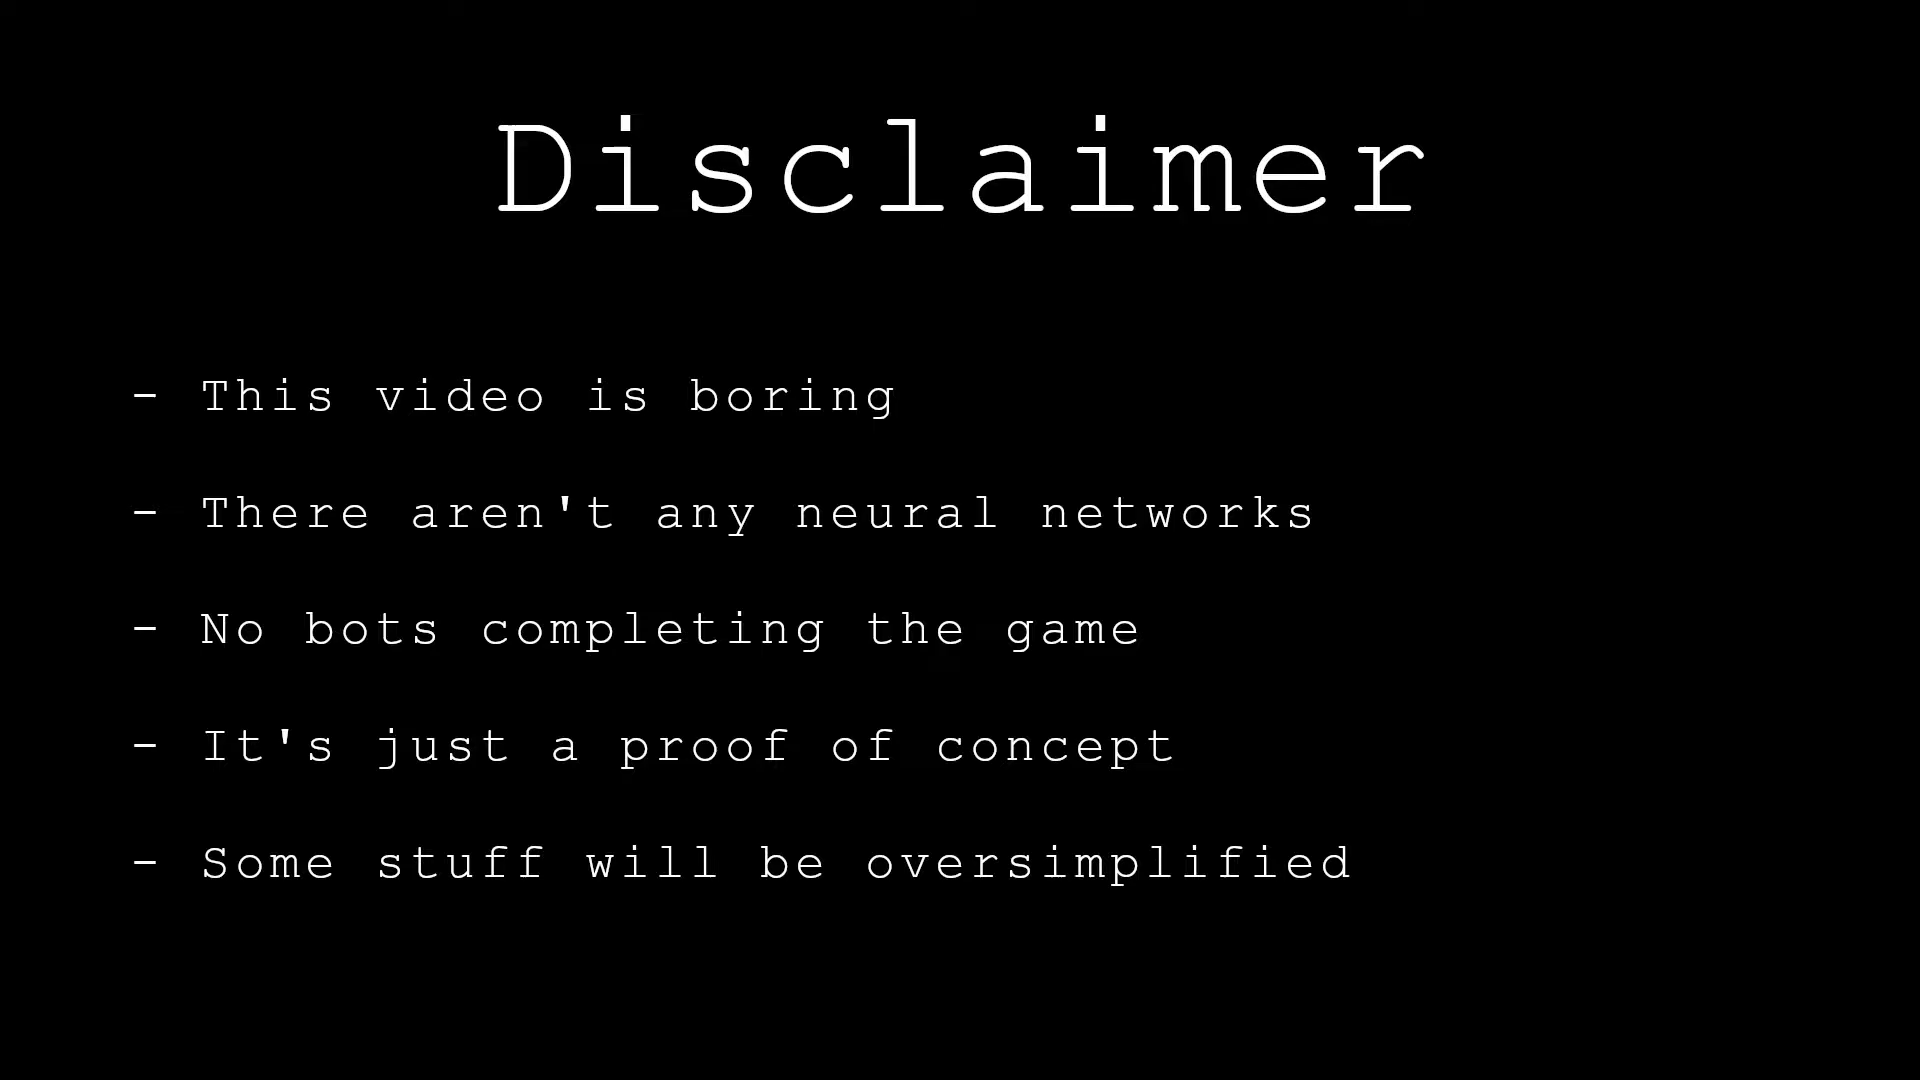 Disclaimer
- This video is boring
- There aren't any neural networks
- No bots completing the game
- It's just a proof of concept
- Some stuff will be oversimplified